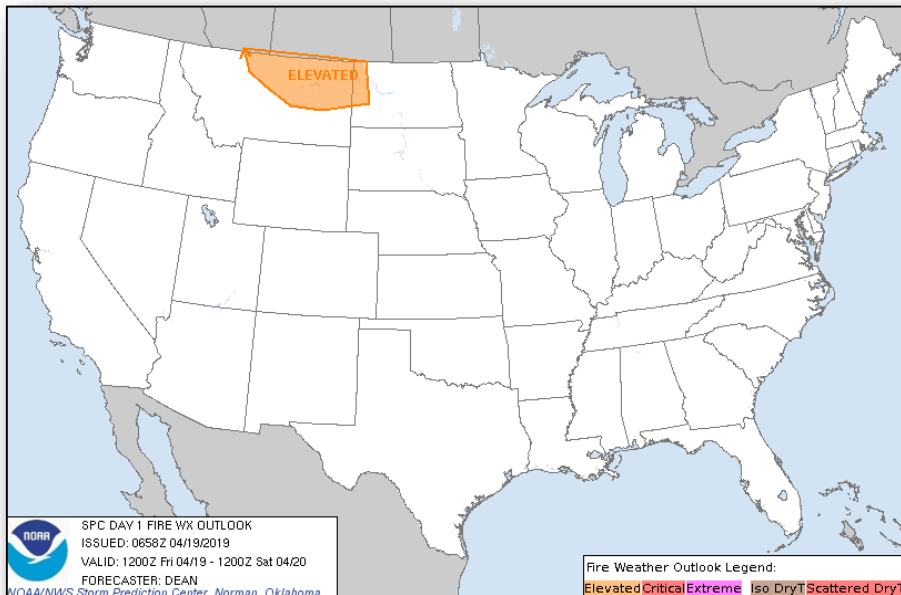 ELEVATED
NOAA
SPC DAY 1 FIRE WX OUTLOOK
ISSUED: 0658Z 04/19/2019
VALID: 1200Z Fri 04/19 - 1200Z Sat 04/20
FORECASTER: DEAN
NOAA/NWS Storm Prediction Center, Norman, Oklahoma
Fire Weather Outlook Legend:
Elevated Critical Extreme Iso DryT Scattered DryT